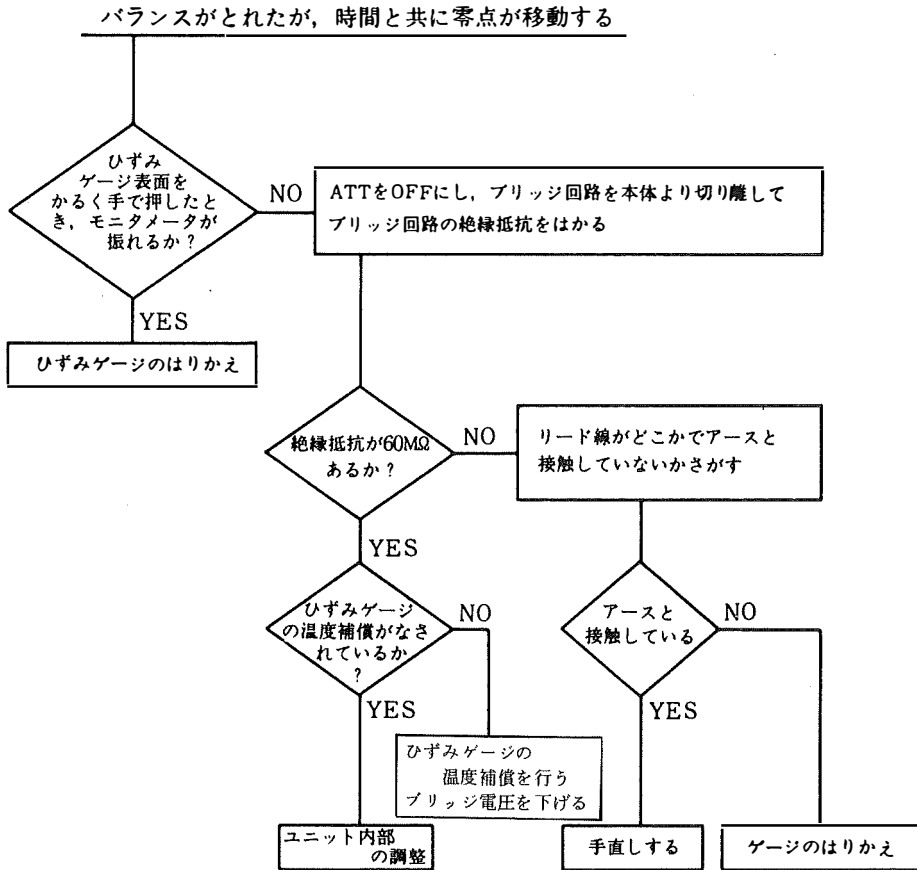 バランスがとれたが，時間と共に零点が移動する
ひずみ
ゲージ表面を
かるく手で押したと
き，モニタメータが
振れるか？
NO
ATTをOFFにし，ブリッジ回路を本体より切り離して
ブリッジ回路の絶縁抵抗をはかる
YES
ひずみゲージのはりかえ
絶縁抵抗が60MΩ
あるか？
NO
リード線がどこかでアースと
接触していないかさがす
YES
ひずみゲージ
の温度補償がなさ
れているか
？
NO
アースと
接触している
NO
YES
YES
ひずみゲージの
温度補償を行う
ブリッジ電圧を下げる
ユニット内部
の調整
手直しする
ゲージのはりかえ